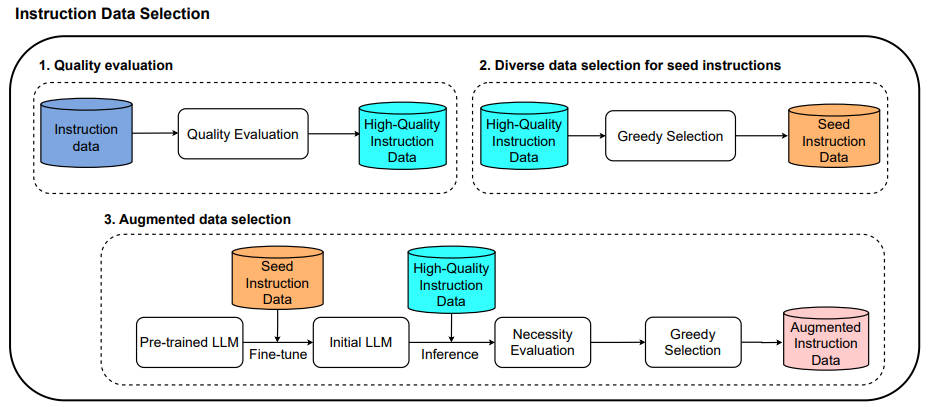 Instruction Data Selection
1. Quality evaluation
Instruction
data
Quality Evaluation
High-Quality
Instruction
Data
2. Diverse data selection for seed instructions
High-Quality
Instruction
Data
Greedy Selection
Seed
Instruction
Data
3. Augmented data selection
Seed
Instruction
Data
High-Quality
Instruction
Data
Pre-trained LLM
Fine-tune
Initial LLM
Inference
Necessity
Evaluation
Greedy
Selection
Augmented
Instruction
Data